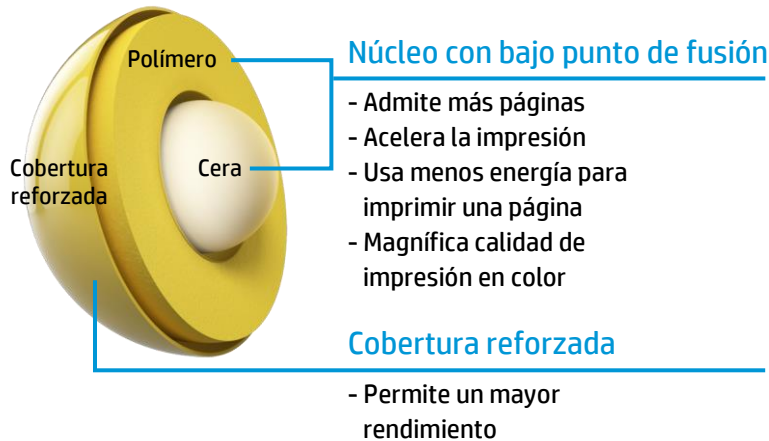 Polímero
Cera
Cobertura
reforzada
Núcleo con bajo punto de fusión
- Admite más páginas
- Acelera la impresión
- Usa menos energía para
imprimir una página
- Magnífica calidad de
impresión en color
Cobertura reforzada
- Permite un mayor
rendimiento